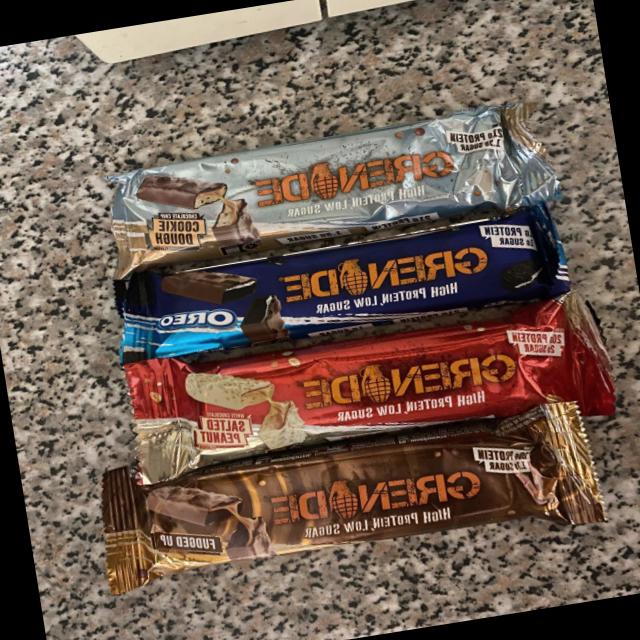 GRENADE
HIGH PROTEIN, LOW SUGAR
CHOCOLATE CHIP
COOKIE
DOUGH
21g PROTEIN
SUGAR
GRENADE
HIGH PROTEIN, LOW SUGAR
OREO
PROTEIN
SUGAR
GRENADE
HIGH PROTEIN, LOW SUGAR
WHITE CHOCOLATE
SALTED
PEANUT
20g PROTEIN
SUGAR
GRENADE
HIGH PROTEIN, LOW SUGAR
FUDGED UP
PROTEIN
SUGAR